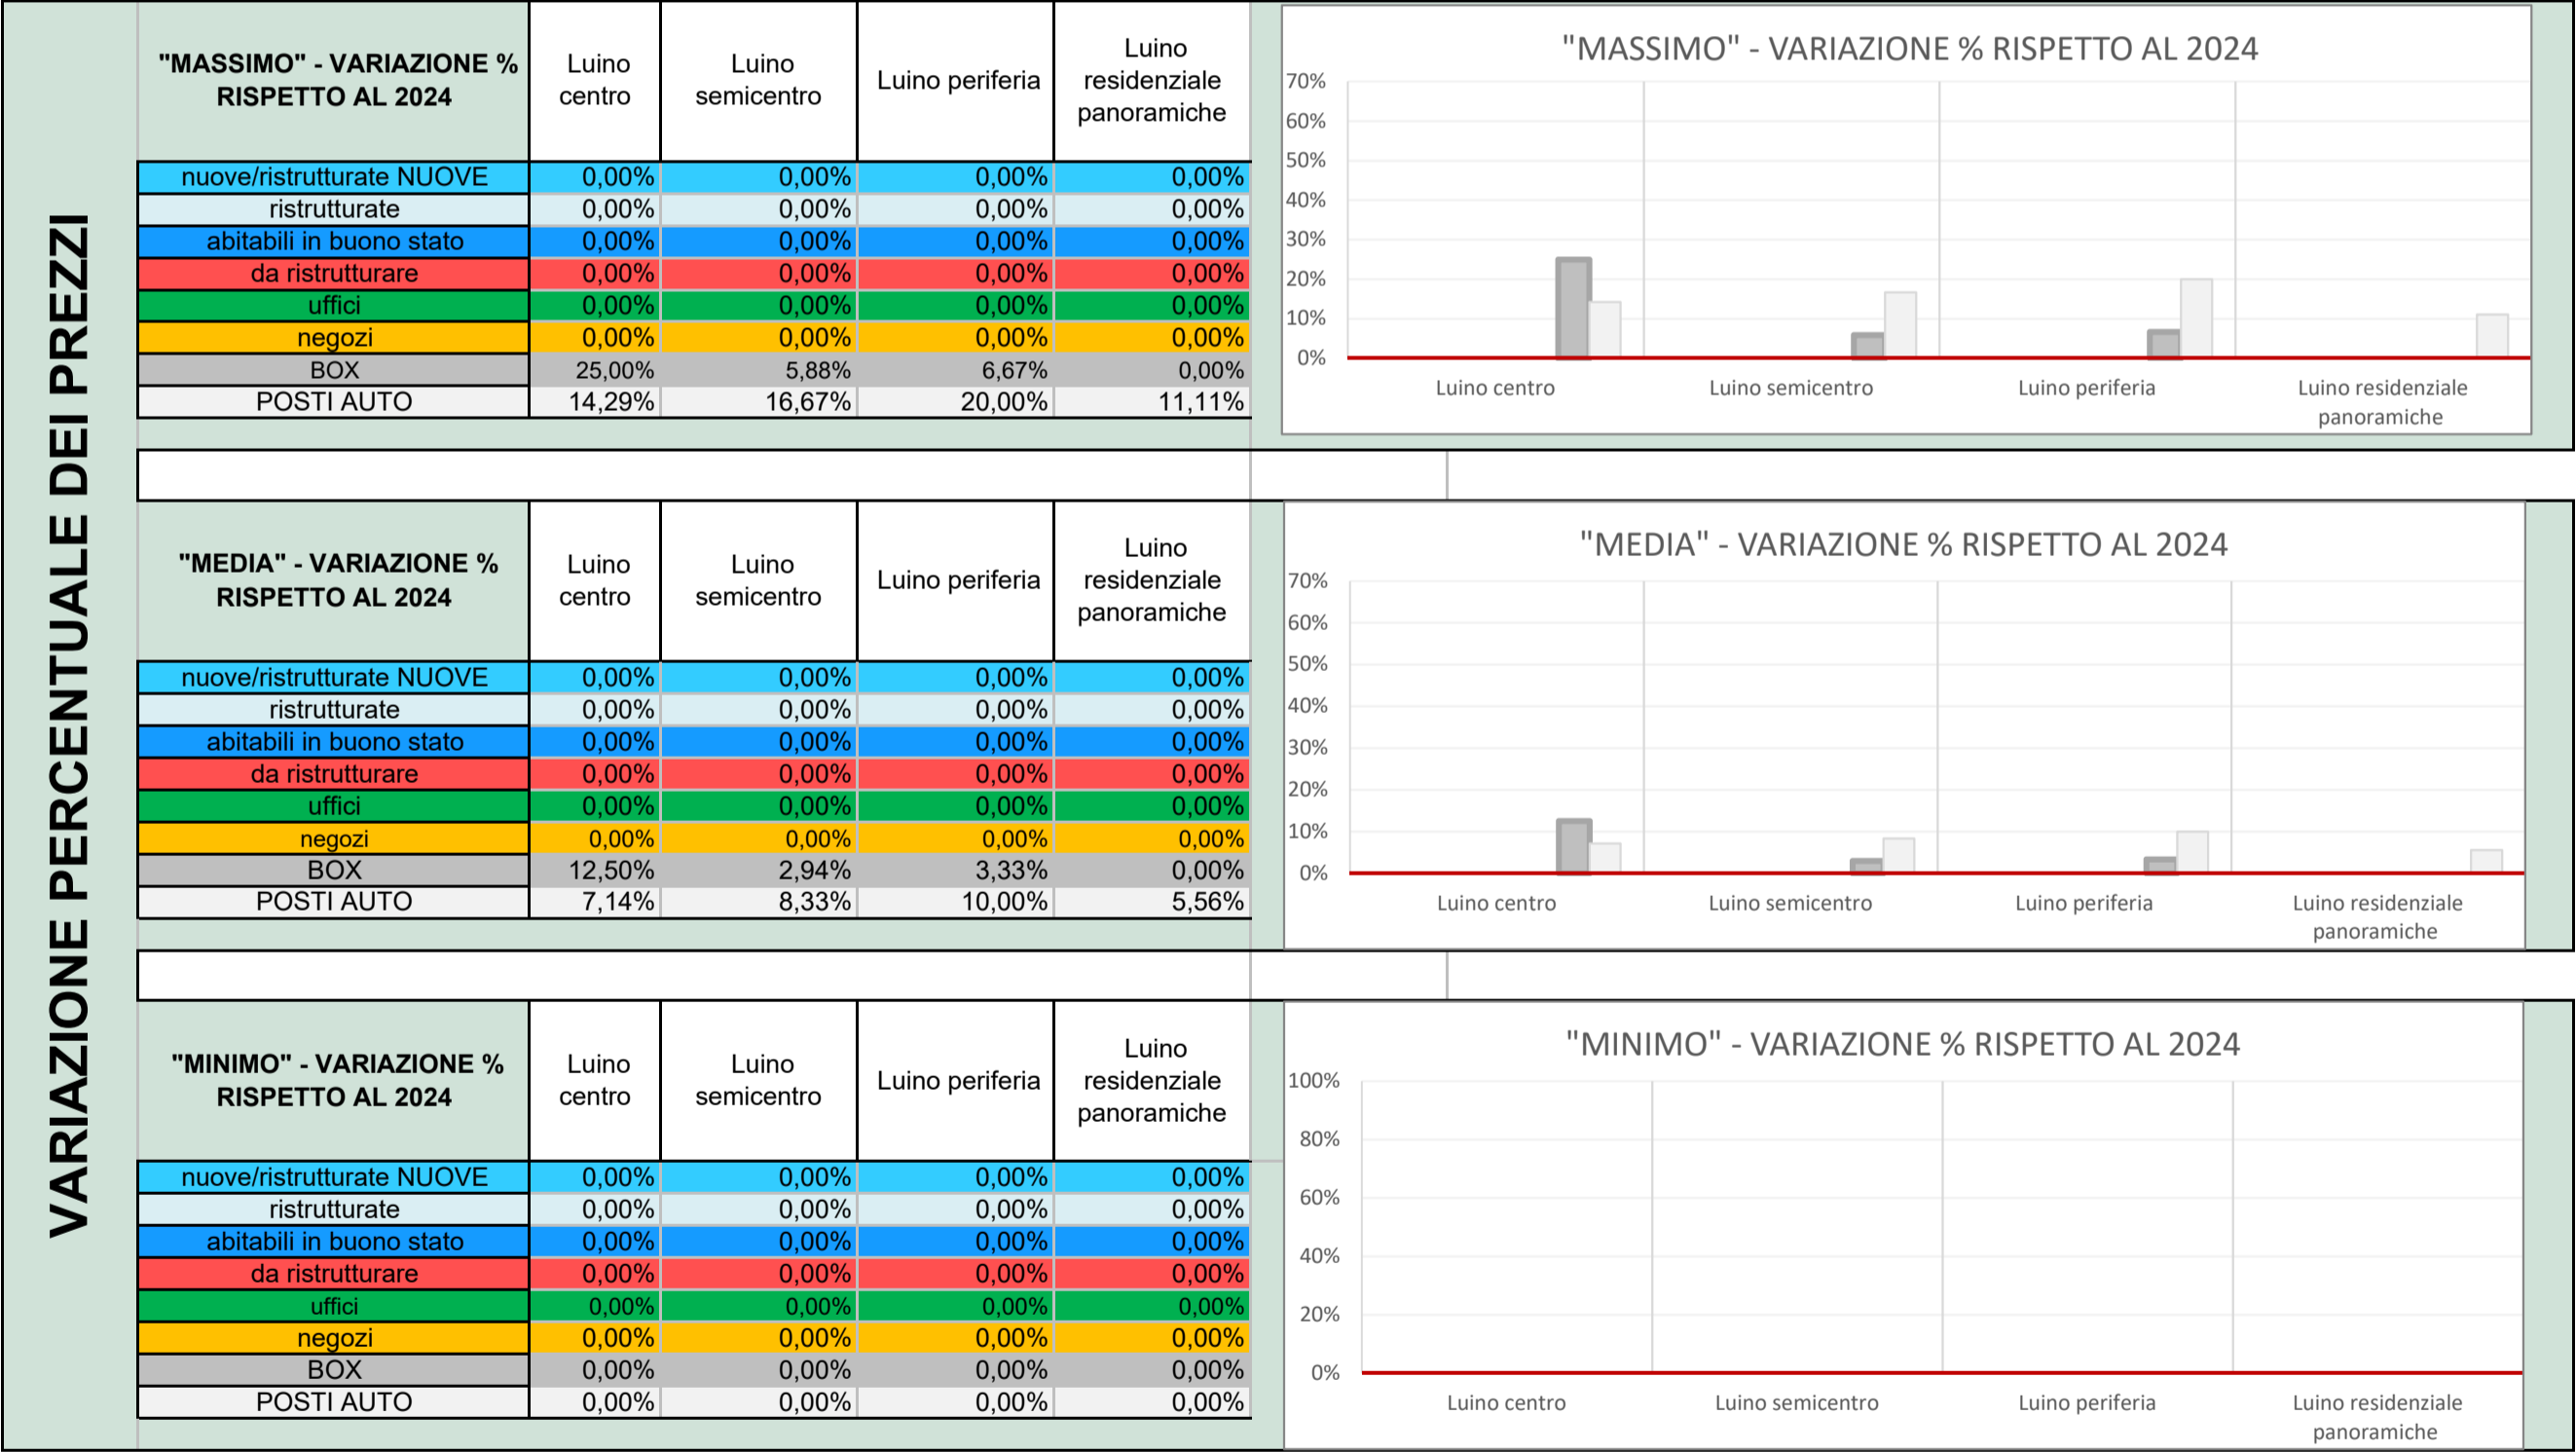 VARIAZIONE PERCENTUALE DEI PREZZI
"MASSIMO" - VARIAZIONE %
RISPETTO AL 2024
Luino
centro
Luino
semicentro
Luino periferia
Luino
residenziale
panoramiche
nuove/ristrutturate NUOVE 0,00% 0,00% 0,00% 0,00%
ristrutturate 0,00% 0,00% 0,00% 0,00%
abitabili in buono stato 0,00% 0,00% 0,00% 0,00%
da ristrutturare 0,00% 0,00% 0,00% 0,00%
uffici 0,00% 0,00% 0,00% 0,00%
negozi 0,00% 0,00% 0,00% 0,00%
BOX 25,00% 5,88% 6,67% 0,00%
POSTI AUTO 14,29% 16,67% 20,00% 11,11%
"MASSIMO" - VARIAZIONE % RISPETTO AL 2024
70%
60%
50%
40%
30%
20%
10%
0%
Luino centro
Luino semicentro
Luino periferia
Luino residenziale
panoramiche
"MEDIA" - VARIAZIONE %
RISPETTO AL 2024
Luino
centro
Luino
semicentro
Luino periferia
Luino
residenziale
panoramiche
nuove/ristrutturate NUOVE 0,00% 0,00% 0,00% 0,00%
ristrutturate 0,00% 0,00% 0,00% 0,00%
abitabili in buono stato 0,00% 0,00% 0,00% 0,00%
da ristrutturare 0,00% 0,00% 0,00% 0,00%
uffici 0,00% 0,00% 0,00% 0,00%
negozi 0,00% 0,00% 0,00% 0,00%
BOX 12,50% 2,94% 3,33% 0,00%
POSTI AUTO 7,14% 8,33% 10,00% 5,56%
"MEDIA" - VARIAZIONE % RISPETTO AL 2024
70%
60%
50%
40%
30%
20%
10%
0%
Luino centro
Luino semicentro
Luino periferia
Luino residenziale
panoramiche
"MINIMO" - VARIAZIONE %
RISPETTO AL 2024
Luino
centro
Luino
semicentro
Luino periferia
Luino
residenziale
panoramiche
nuove/ristrutturate NUOVE 0,00% 0,00% 0,00% 0,00%
ristrutturate 0,00% 0,00% 0,00% 0,00%
abitabili in buono stato 0,00% 0,00% 0,00% 0,00%
da ristrutturare 0,00% 0,00% 0,00% 0,00%
uffici 0,00% 0,00% 0,00% 0,00%
negozi 0,00% 0,00% 0,00% 0,00%
BOX 0,00% 0,00% 0,00% 0,00%
POSTI AUTO 0,00% 0,00% 0,00% 0,00%
"MINIMO" - VARIAZIONE % RISPETTO AL 2024
100%
80%
60%
40%
20%
0%
Luino centro
Luino semicentro
Luino periferia
Luino residenziale
panoramiche